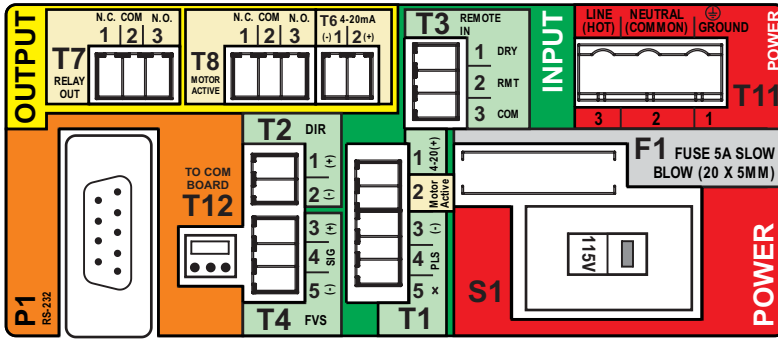 OUTPUT
N.C. COM N.O.
1 2 3
T7
RELAY
OUT
N.C. COM N.O.
1 2 3
T8
MOTOR
ACTIVE
T6 4-20mA
(-) 1 2 (+)
T3 REMOTE
IN
1 DRY
2 RMT
3 COM
INPUT
LINE
(HOT)
NEUTRAL
(COMMON)
GROUND
POWER
T11
3 2 1
P1
RS-232
TO COM
BOARD
T12
T2 DIR
1 (+)
2 (-)
3 (+)
4 SIG
5 (-)
T4 FVS
1 4-20(+)
2 Motor
Active
3 (-)
4 PLS
5 x
T1
F1 FUSE 5A SLOW
BLOW (20 X 5MM)
S1
115V
POWER